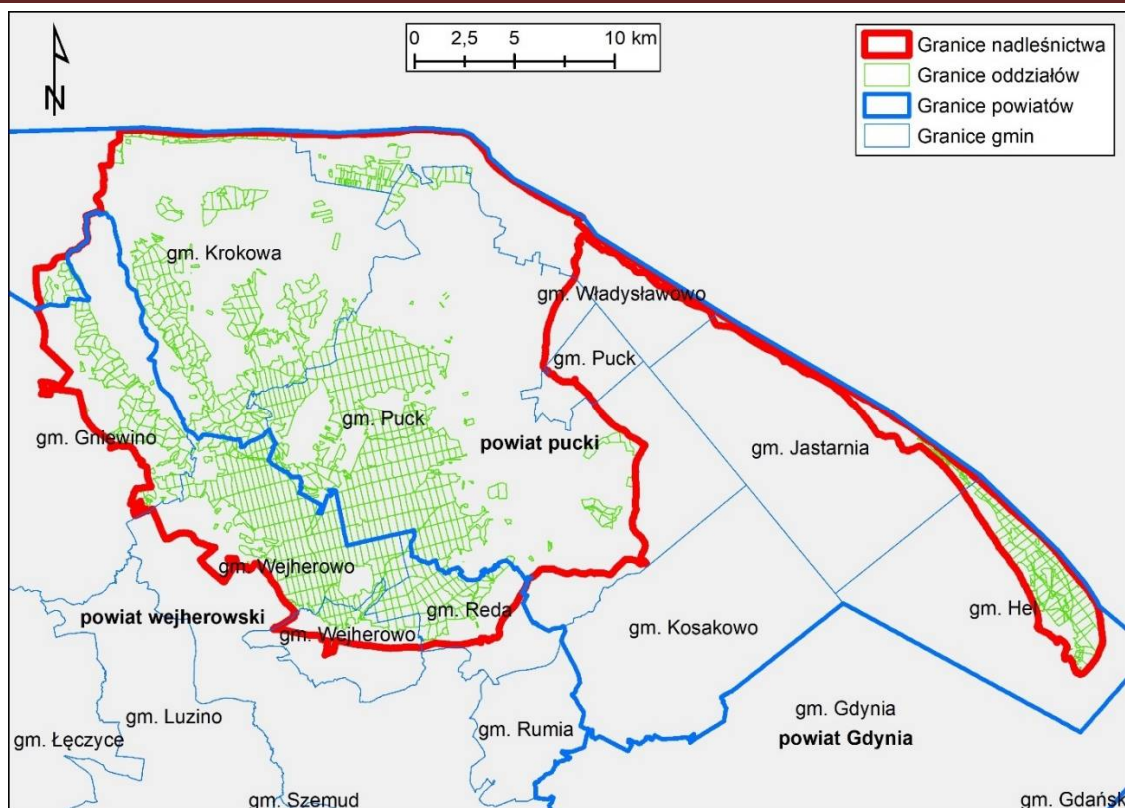 N
0 2,5 5 10 km
Granice nadleśnictwa
Granice oddziałów
Granice powiatów
Granice gmin
gm. Krokowa
gm. Władysławowo
gm. Puck
gm. Puck
gm. Gniewino
powiat pucki
gm. Jastarnia
gm. Wejherowo
gm. Reda
gm. Hel
powiat wejherowski
gm. Wejherowo
gm. Kosakowo
gm. Luzino
gm. Rumia
gm. Gdynia
powiat Gdynia
gm. Łęczyce
gm. Szemud
gm. Gdańsk